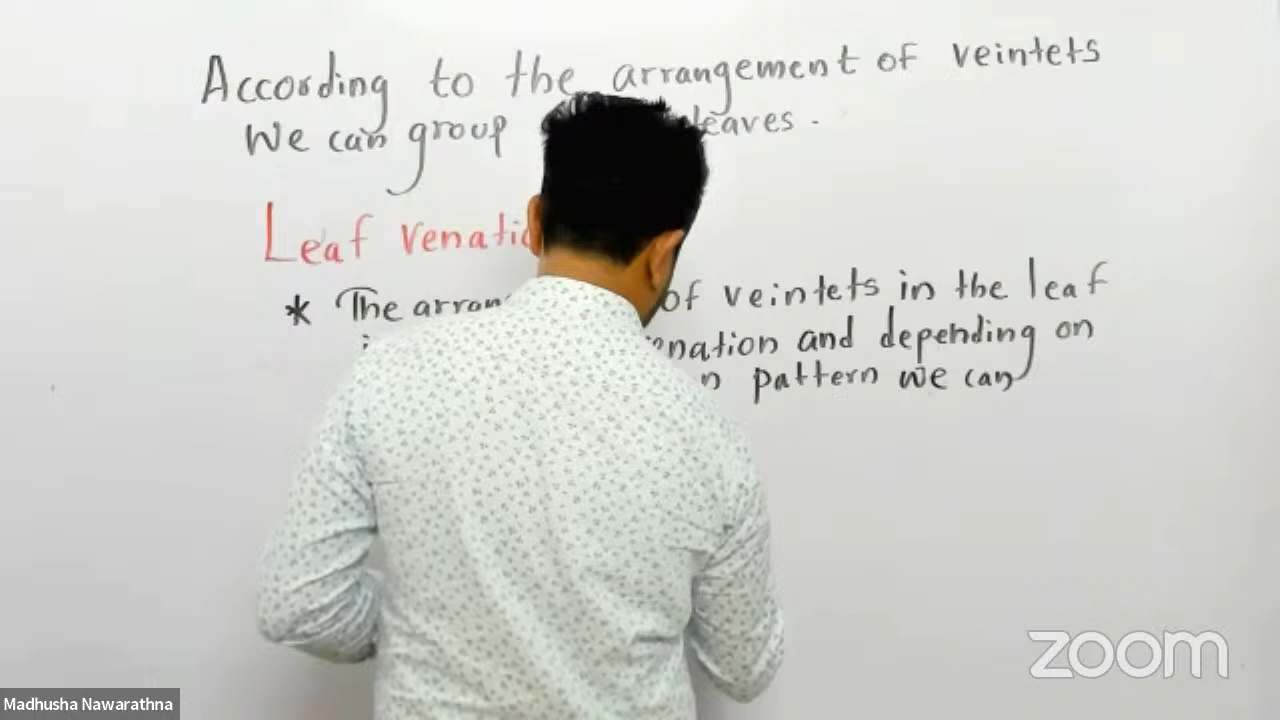 According to the arrangement of veintets
We can group leaves.
Leaf venatio
* The arran of veintets in the leaf
enation and depending on
n pattern we can
zoom
Madhusha Nawarathna